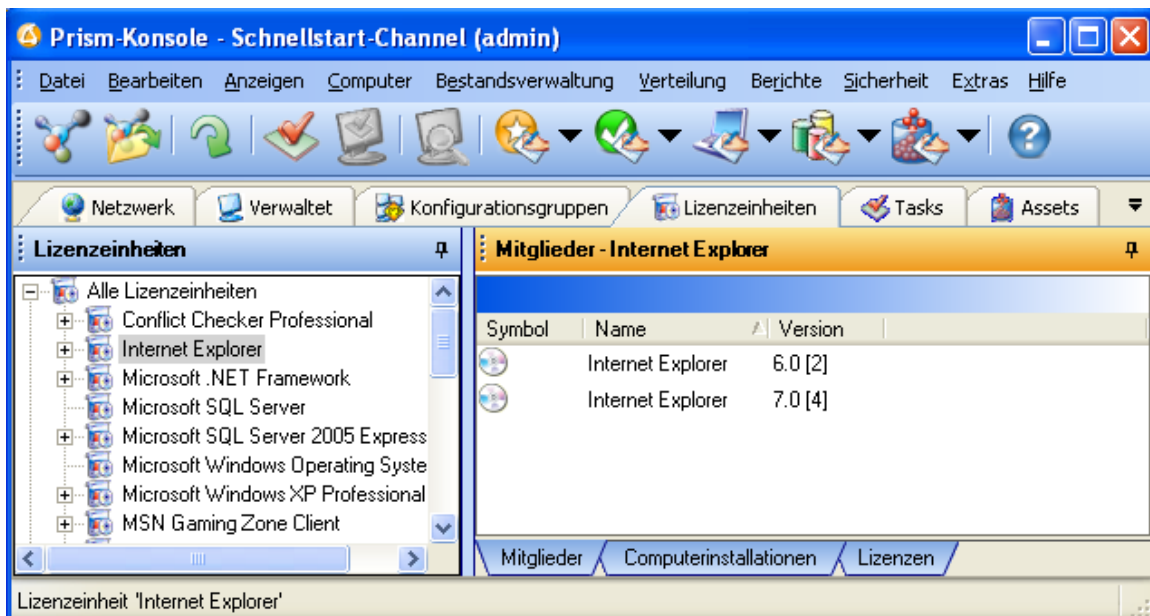 Prism-Konsole - Schnellstart-Channel (admin)
Datei Bearbeiten Anzeigen Computer Bestandsverwaltung Verteilung Berichte Sicherheit Extras Hilfe
Netzwerk Verwaltet Konfigurationsgruppen Lizenzeinheiten Tasks Assets
Lizenzeinheiten
Alle Lizenzeinheiten
Conflict Checker Professional
Internet Explorer
Microsoft .NET Framework
Microsoft SQL Server
Microsoft SQL Server 2005 Express
Microsoft Windows Operating Syste
Microsoft Windows XP Professional
MSN Gaming Zone Client
Mitglieder - Internet Explorer
Symbol Name Version
Internet Explorer 6.0 [2]
Internet Explorer 7.0 [4]
Mitglieder Computerinstallationen Lizenzen
Lizenzeinheit 'Internet Explorer'